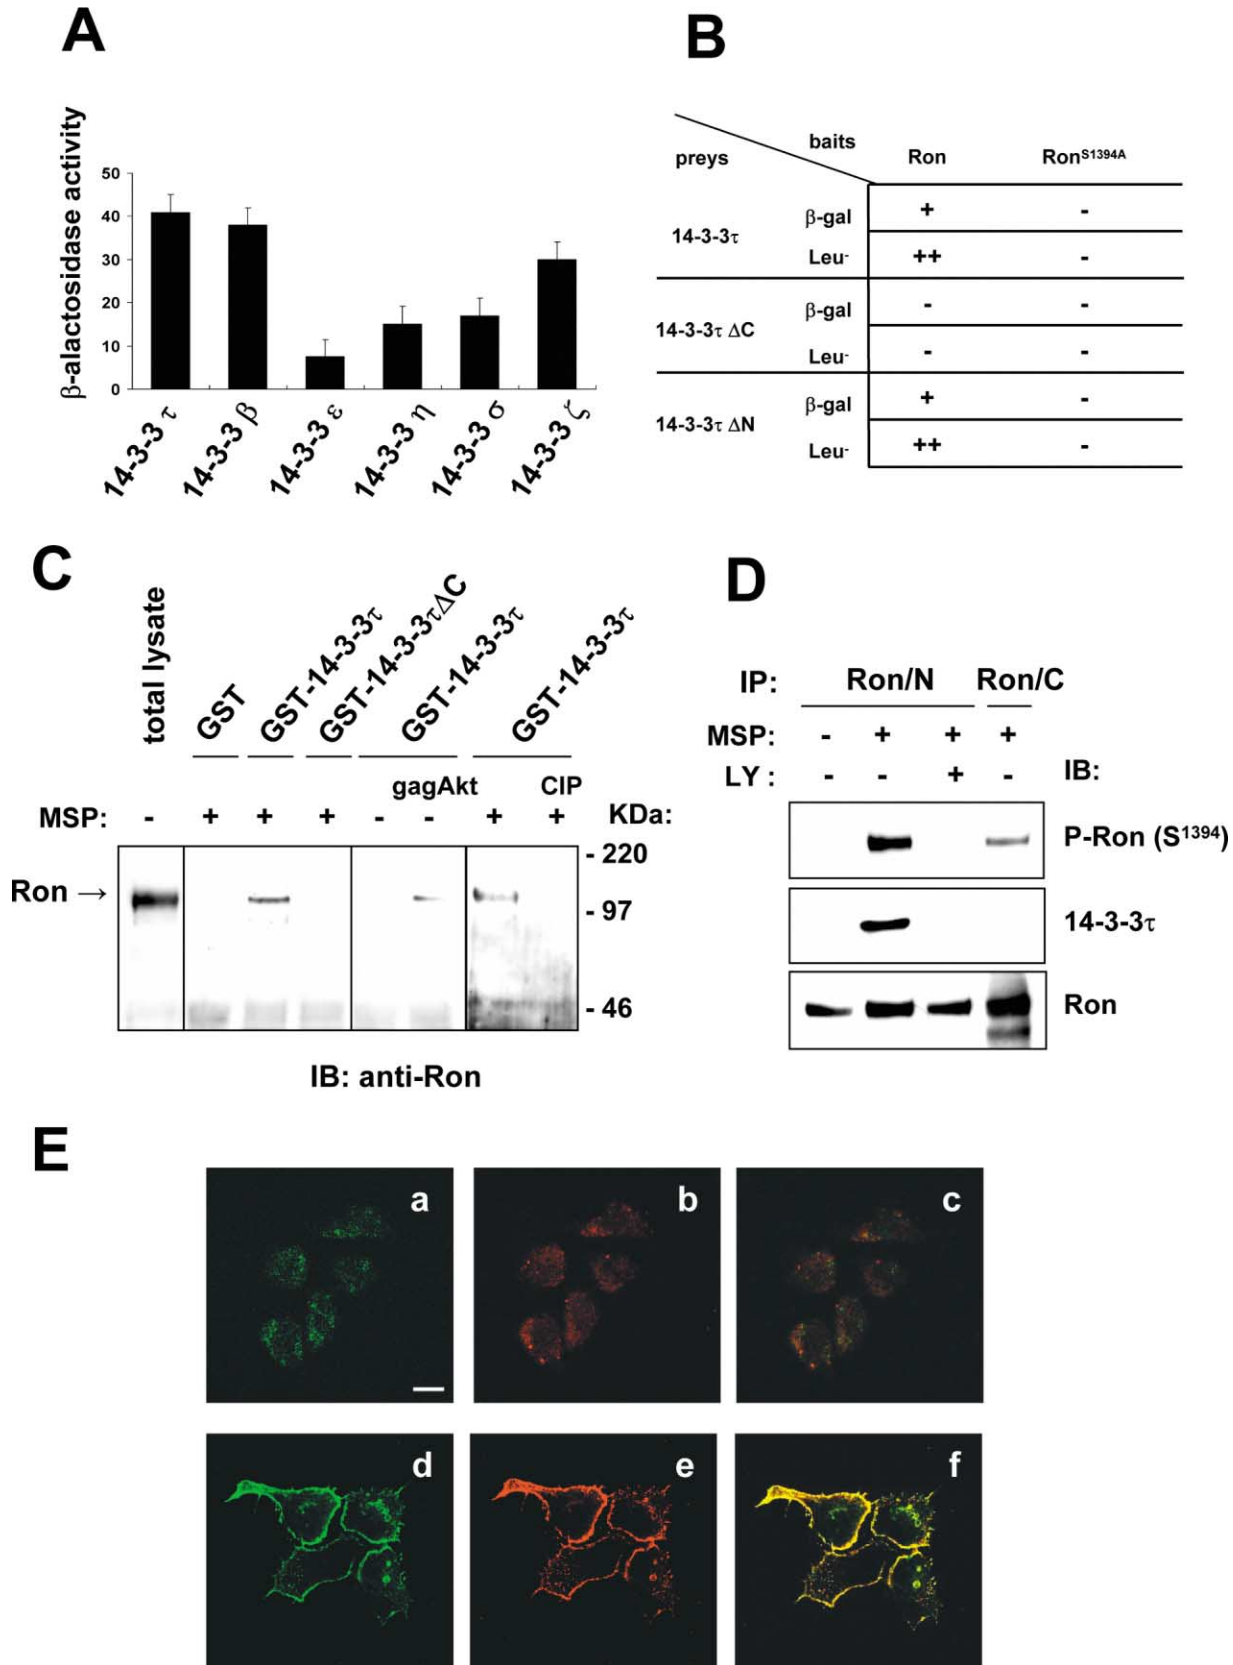 A
β-alactosidase activity
50
40
30
20
10
0
14-3-3 τ
14-3-3 β
14-3-3 ε
14-3-3 η
14-3-3 σ
14-3-3 ζ
B
baits
preys
Ron
Ron^S1394A
14-3-3τ
β-gal
+
-
Leu-
++
-
14-3-3τ ΔC
β-gal
-
-
Leu-
-
-
14-3-3τ ΔN
β-gal
+
-
Leu-
++
-
C
total lysate
GST
GST-14-3-3τ
GST-14-3-3τΔC
GST-14-3-3τ
GST-14-3-3τ
gagAkt
CIP
MSP: - + + + - - + + KDa:
- 220
Ron →
- 97
- 46
IB: anti-Ron
D
IP: Ron/N Ron/C
MSP: - + + +
LY : - - + - IB:
P-Ron (S1394)
14-3-3τ
Ron
E
a
b
c
d
e
f